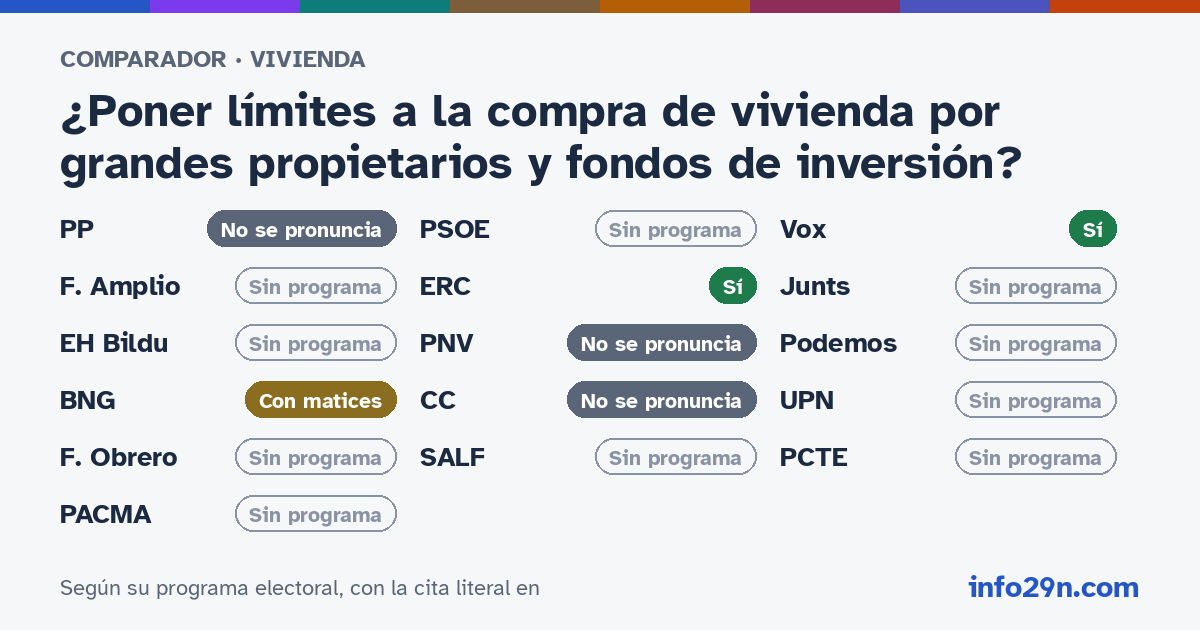 COMPARADOR · VIVIENDA
¿Poner límites a la compra de vivienda por
grandes propietarios y fondos de inversión?
PP No se pronuncia PSOE Sin programa Vox Sí
F. Amplio Sin programa ERC Sí Junts Sin programa
EH Bildu Sin programa PNV No se pronuncia Podemos Sin programa
BNG Con matices CC No se pronuncia UPN Sin programa
F. Obrero Sin programa SALF Sin programa PCTE Sin programa
PACMA Sin programa
Según su programa electoral, con la cita literal en info29n.com